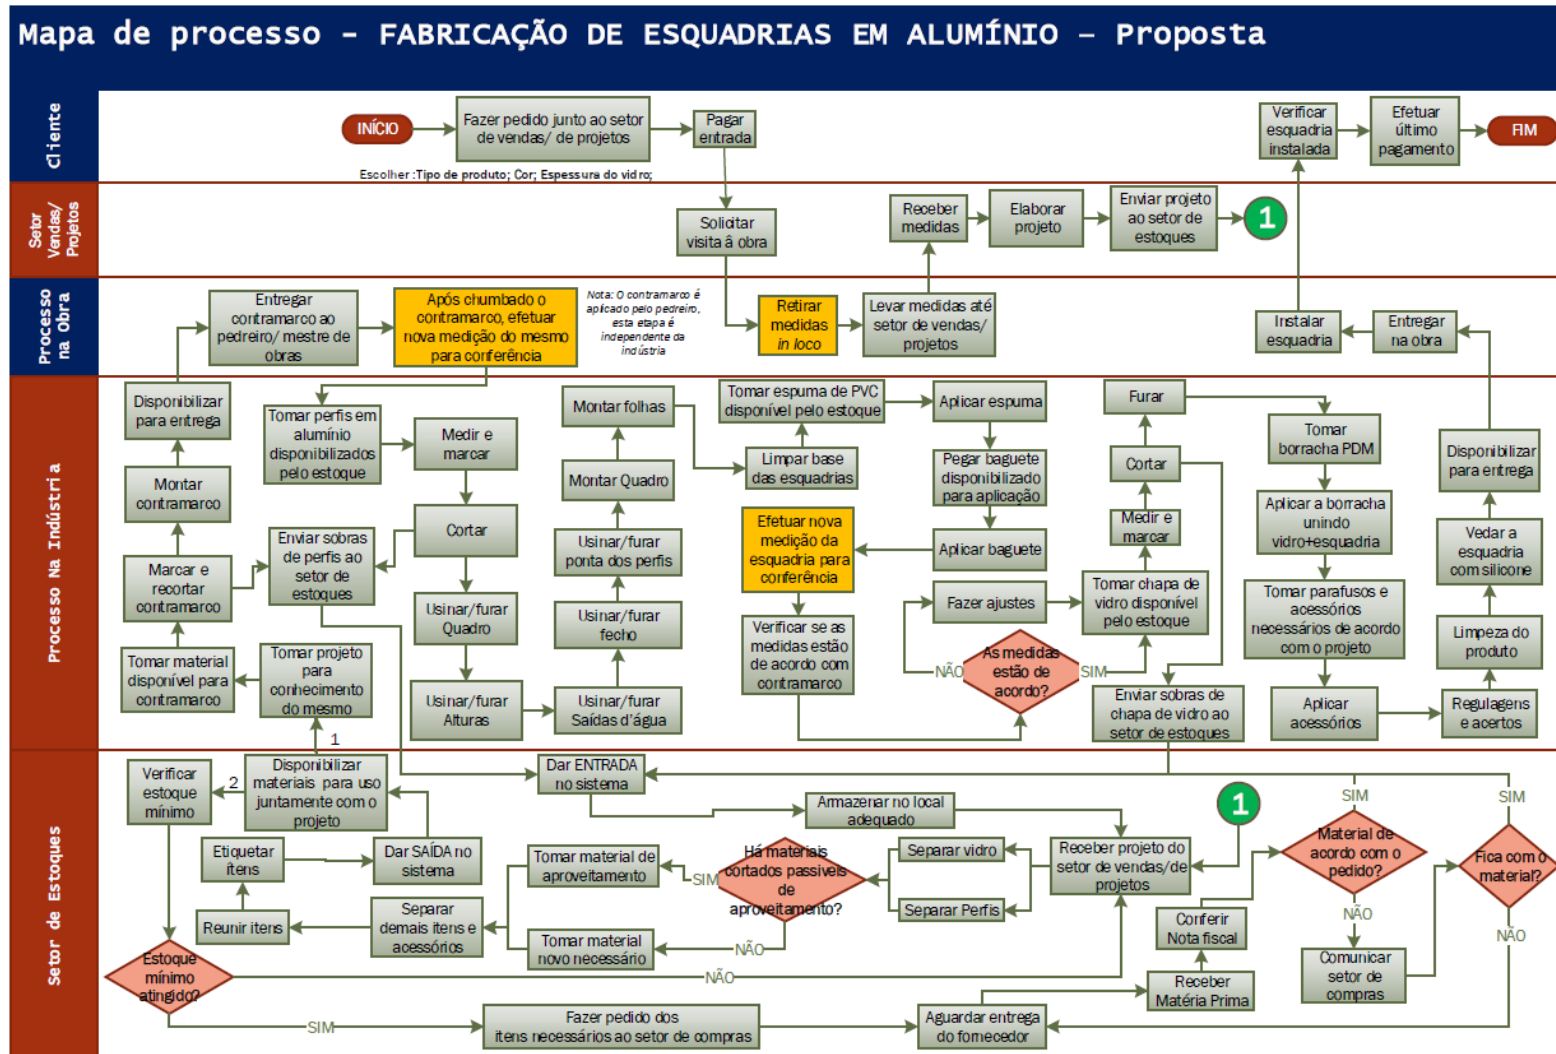 Mapa de processo - FABRICAÇÃO DE ESQUADRIAS EM ALUMÍNIO – Proposta
Cliente
INÍCIO
Fazer pedido junto ao setor
de vendas/ de projetos
Pagar
entrada
Escolher :Tipo de produto; Cor; Espessura do vidro;
Verificar
esquadria
instalada
Efetuar
último
pagamento
FIM
Setor
Vendas/
Projetos
Solicitar
visita â obra
Receber
medidas
Elaborar
projeto
Enviar projeto
ao setor de
estoques
1
Processo
na Obra
Entregar
contramarco ao
pedreiro/ mestre de
obras
Após chumbado o
contramarco, efetuar
nova medição do mesmo
para conferência
Nota: O contramarco é
aplicado pelo pedreiro,
esta etapa é
independente da
indústria
Retirar
medidas
in loco
Levar medidas até
setor de vendas/
projetos
Instalar
esquadria
Entregar
na obra
Processo Na Indústria
Disponibilizar
para entrega
Montar
contramarco
Marcar e
recortar
contramarco
Tomar material
disponível para
contramarco
Tomar perfis em
alumínio
disponibilizados
pelo estoque
Enviar sobras
de perfis ao
setor de
estoques
Tomar projeto
para
conhecimento
do mesmo
1
Medir e
marcar
Cortar
Usinar/furar
Quadro
Usinar/furar
Alturas
Montar folhas
Montar Quadro
Usinar/furar
ponta dos perfis
Usinar/furar
fecho
Usinar/furar
Saídas d'água
Tomar espuma de PVC
disponível pelo estoque
Limpar base
das esquadrias
Efetuar nova
medição da
esquadria para
conferência
Verificar se as
medidas estão
de acordo com
contramarco
Aplicar espuma
Pegar baguete
disponibilizado
para aplicação
Aplicar baguete
Fazer ajustes
NÃO
As medidas
estão de
acordo?
SIM
Furar
Cortar
Medir e
marcar
Tomar chapa de
vidro disponível
pelo estoque
Enviar sobras de
chapa de vidro ao
setor de estoques
Tomar
borracha PDM
Aplicar a borracha
unindo
vidro+esquadria
Tomar parafusos e
acessórios
necessários de acordo
com o projeto
Aplicar
acessórios
Disponibilizar
para entrega
Vedar a
esquadria
com silicone
Limpeza do
produto
Regulagens
e acertos
Setor de Estoques
Verificar
estoque
mínimo
2
Disponibilizar
materiais para uso
juntamente com o
projeto
Etiquetar
itens
Dar SAÍDA no
sistema
Reunir itens
Separar
demais itens e
acessórios
Estoque
mínimo
atingido?
NÃO
SIM
Dar ENTRADA
no sistema
Armazenar no local
adequado
Tomar material de
aproveitamento
SIM
Há materiais
cortados passíveis
de
aproveitamento?
NÃO
Tomar material
novo necessário
Separar vidro
Separar Perfis
Receber projeto do
setor de vendas/de
projetos
1
Fazer pedido dos
itens necessários ao setor de compras
Aguardar entrega
do fornecedor
Receber
Matéria Prima
Conferir
Nota fiscal
SIM
Material de
acordo com o
pedido?
NÃO
Comunicar
setor de
compras
SIM
Fica com o
material?
NÃO